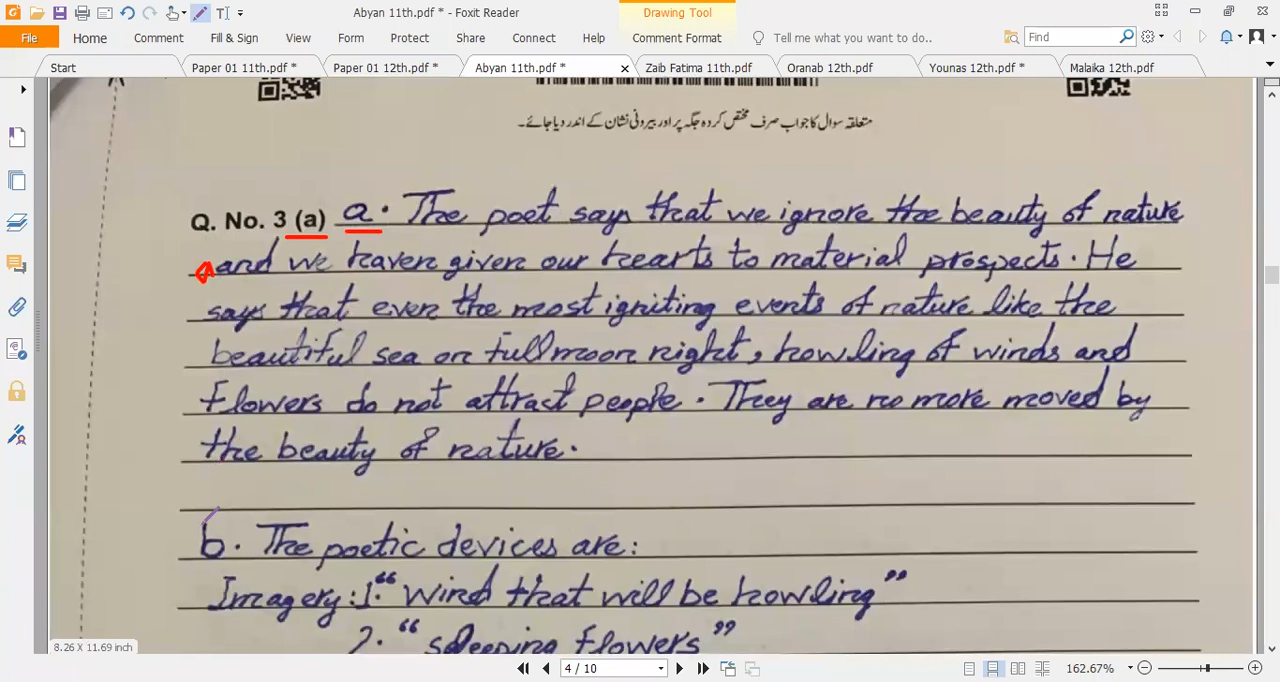 Abyan 11th.pdf * - Foxit Reader
Drawing Tool
File Home Comment Fill & Sign View Form Protect Share Connect Help Comment Format Tell me what you want to do.. Find
Start Paper 01 11th.pdf * Paper 01 12th.pdf * Abyan 11th.pdf * Zaib Fatima 11th.pdf Oranab 12th.pdf Younas 12th.pdf * Malaika 12th.pdf
متعلقہ سوال کا جواب صرف مختص کردہ جگہ پر اور بیرونی نشان کے اندر دیا جائے۔
Q. No. 3 (a) a. The poet says that we ignore the beauty of nature
and we haven given our hearts to material prospects. He
says that even the most igniting events of nature like the
beautiful sea on full moon night, howling of winds and
flowers do not attract people. They are no more moved by
the beauty of nature.
b. The poetic devices are:
Imagery: 1. "Wind that will be howling"
2. "sleeping flowers"
8.26 x 11.69 inch
4 / 10
162.67%